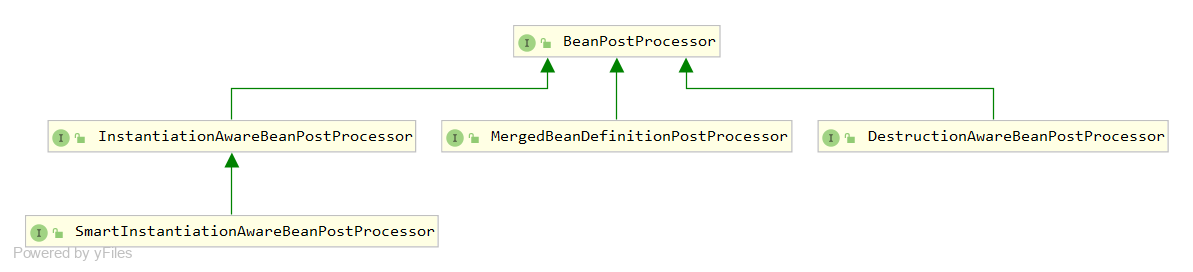 BeanPostProcessor
InstantiationAwareBeanPostProcessor
MergedBeanDefinitionPostProcessor
DestructionAwareBeanPostProcessor
SmartInstantiationAwareBeanPostProcessor
Powered by yFiles